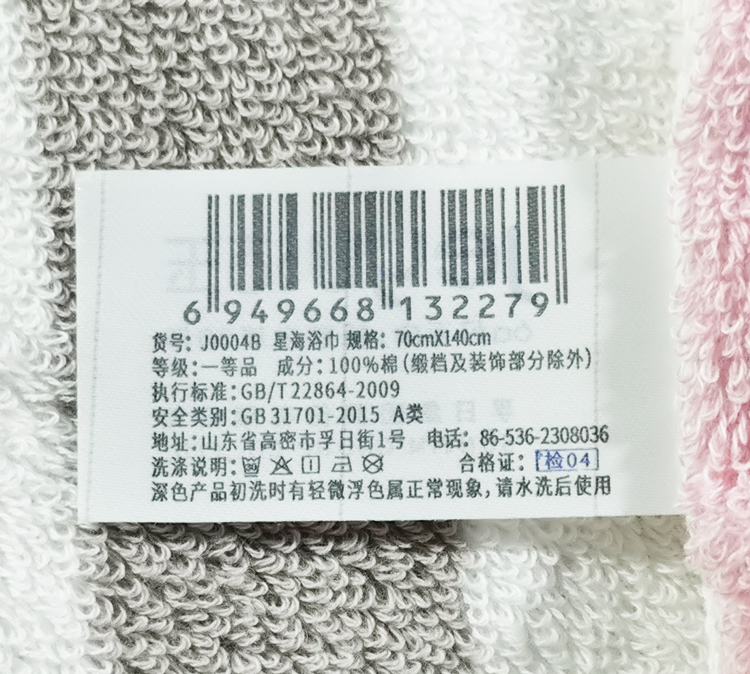 6 949668 132279
货号: J0004B 星海浴巾 规格: 70cmX140cm
等级:一等品 成分:100%棉(缎档及装饰部分除外)
执行标准:GB/T22864-2009
安全类别:GB 31701-2015 A类
地址:山东省高密市孚日街1号 电话: 86-536-2308036
洗涤说明: 合格证: 检04
深色产品初洗时有轻微浮色属正常现象,请水洗后使用